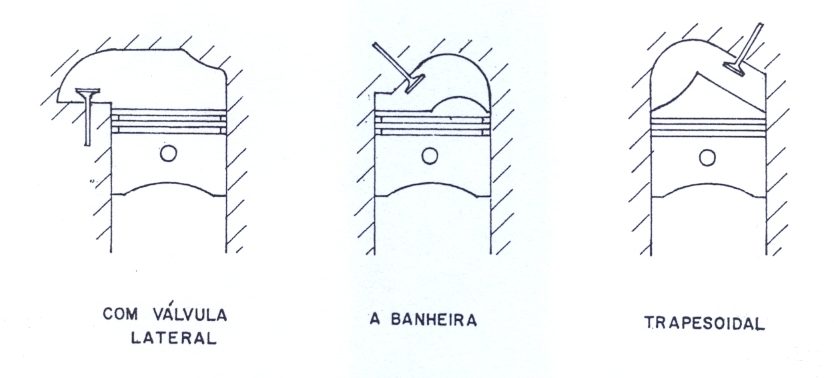 COM VÁLVULA
LATERAL
A BANHEIRA
TRAPESOIDAL